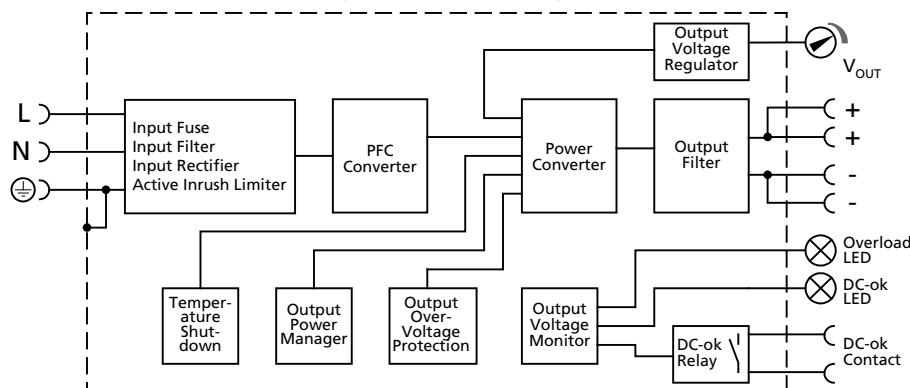 Output
Voltage
Regulator
V_OUT
L
N
Input Fuse
Input Filter
Input Rectifier
Active Inrush Limiter
PFC
Converter
Power
Converter
Output
Filter
+
+
-
-
Temper-
ature
Shut-
down
Output
Power
Manager
Output
Over-
Voltage
Protection
Output
Voltage
Monitor
Overload
LED
DC-ok
LED
DC-ok
Relay
DC-ok
Contact